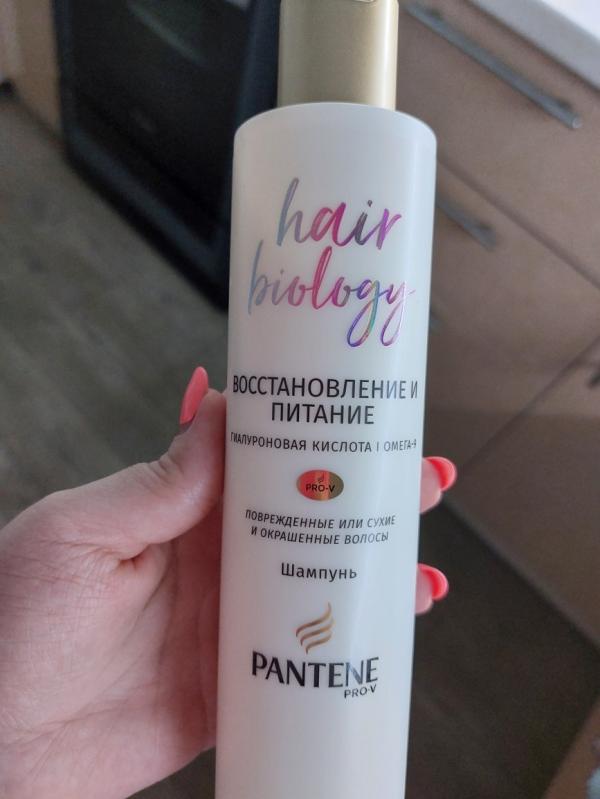 hair
biology
ВОССТАНОВЛЕНИЕ И
ПИТАНИЕ
ГИАЛУРОНОВАЯ КИСЛОТА | ОМЕГА-9
PRO-V
ПОВРЕЖДЕННЫЕ ИЛИ СУХИЕ
И ОКРАШЕННЫЕ ВОЛОСЫ
Шампунь
PANTENE
PRO-V